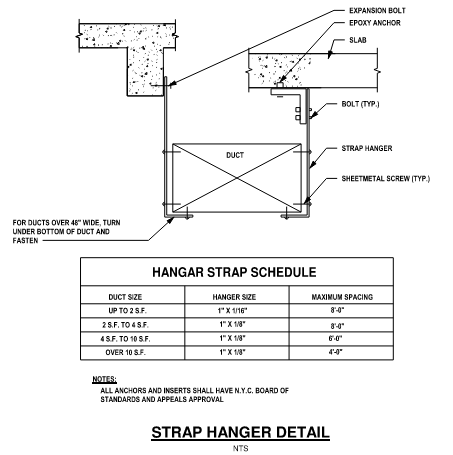 EXPANSION BOLT
EPOXY ANCHOR
SLAB
BOLT (TYP.)
DUCT
STRAP HANGER
SHEETMETAL SCREW (TYP.)
FOR DUCTS OVER 48" WIDE, TURN
UNDER BOTTOM OF DUCT AND
FASTEN
HANGAR STRAP SCHEDULE
DUCT SIZE HANGER SIZE MAXIMUM SPACING
UP TO 2 S.F. 1" X 1/16" 8'-0"
2 S.F. TO 4 S.F. 1" X 1/8" 8'-0"
4 S.F. TO 10 S.F. 1" X 1/8" 6'-0"
OVER 10 S.F. 1" X 1/8" 4'-0"
NOTES:
ALL ANCHORS AND INSERTS SHALL HAVE N.Y.C. BOARD OF
STANDARDS AND APPEALS APPROVAL
STRAP HANGER DETAIL
NTS